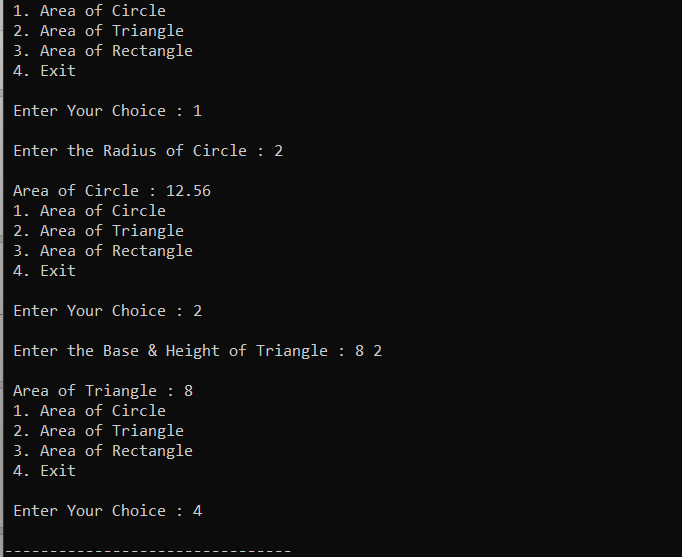 1. Area of Circle
2. Area of Triangle
3. Area of Rectangle
4. Exit
Enter Your Choice : 1
Enter the Radius of Circle : 2
Area of Circle : 12.56
1. Area of Circle
2. Area of Triangle
3. Area of Rectangle
4. Exit
Enter Your Choice : 2
Enter the Base & Height of Triangle : 8 2
Area of Triangle : 8
1. Area of Circle
2. Area of Triangle
3. Area of Rectangle
4. Exit
Enter Your Choice : 4
--------------------------------